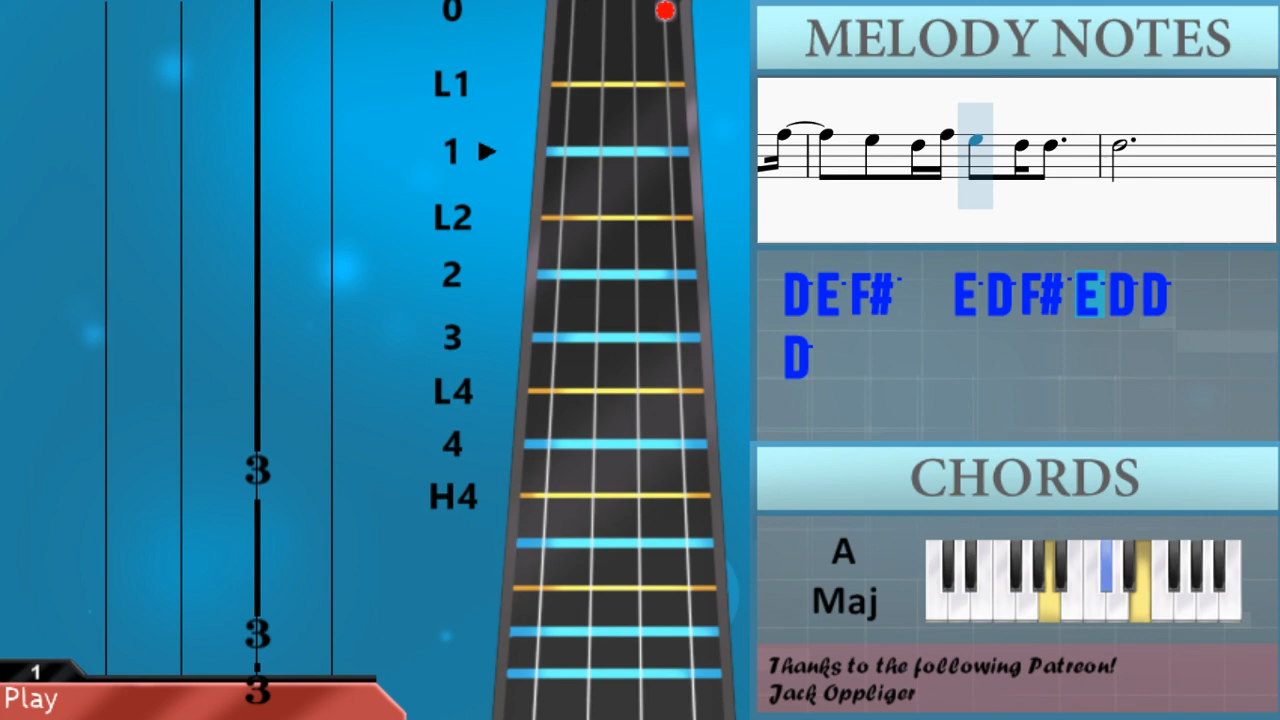 0
L1
1 ►
L2
2
3
L4
4
H4
3
3
3
1
Play
MELODY NOTES
D E F# E D F# E D D
D
CHORDS
A
Maj
Thanks to the following Patreon!
Jack Oppliger